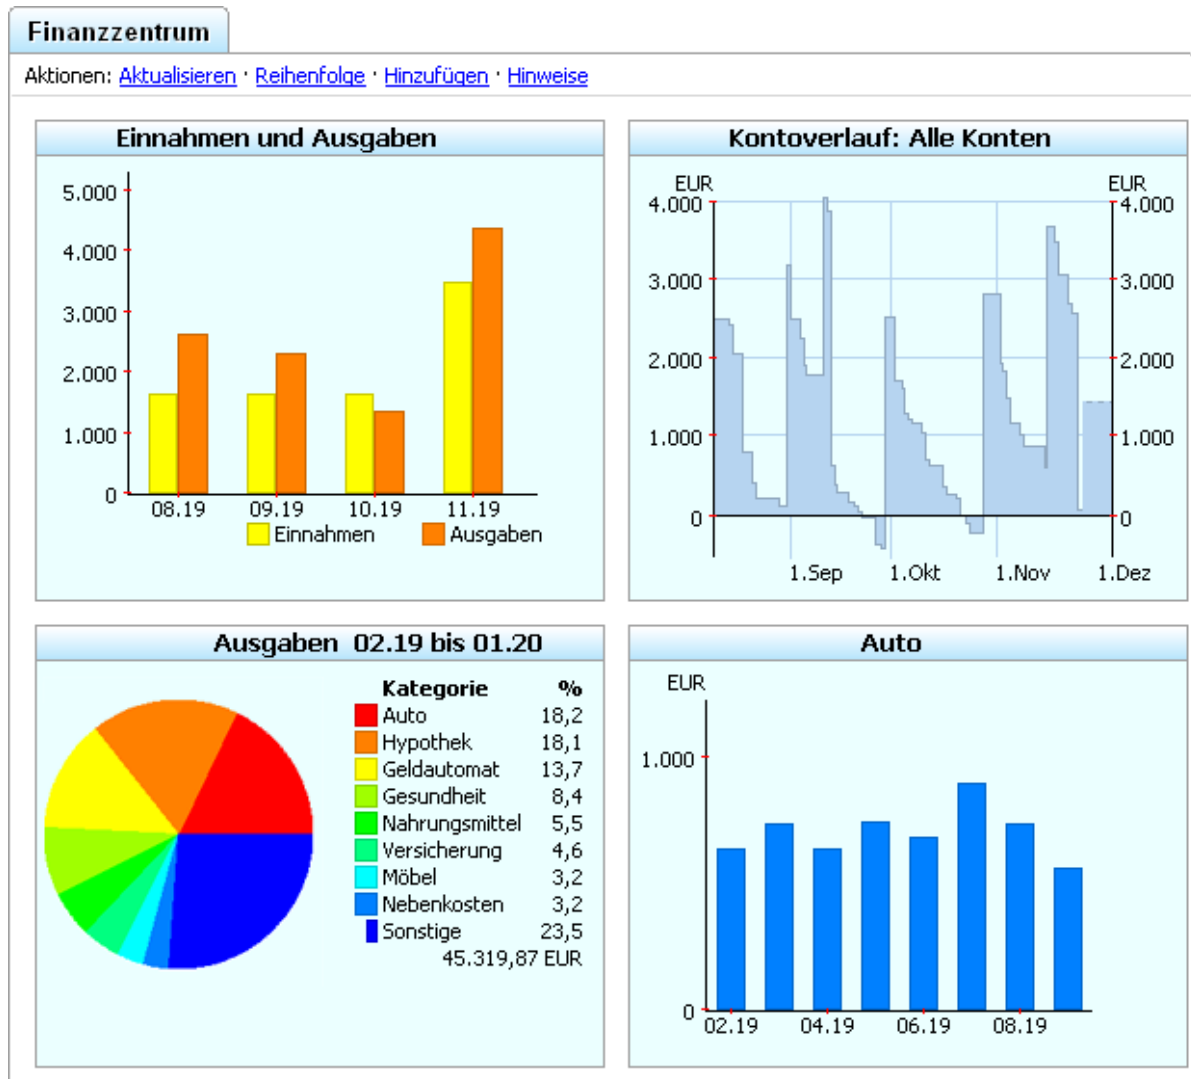 Finanzzentrum
Aktionen: Aktualisieren · Reihenfolge · Hinzufügen · Hinweise
Einnahmen und Ausgaben
5.000
4.000
3.000
2.000
1.000
0
08.19 09.19 10.19 11.19
Einnahmen Ausgaben
Kontoverlauf: Alle Konten
EUR EUR
4.000 4.000
3.000 3.000
2.000 2.000
1.000 1.000
0 0
1.Sep 1.Okt 1.Nov 1.Dez
Ausgaben 02.19 bis 01.20
Kategorie %
Auto 18,2
Hypothek 18,1
Geldautomat 13,7
Gesundheit 8,4
Nahrungsmittel 5,5
Versicherung 4,6
Möbel 3,2
Nebenkosten 3,2
Sonstige 23,5
45.319,87 EUR
Auto
EUR
1.000
0
02.19 04.19 06.19 08.19